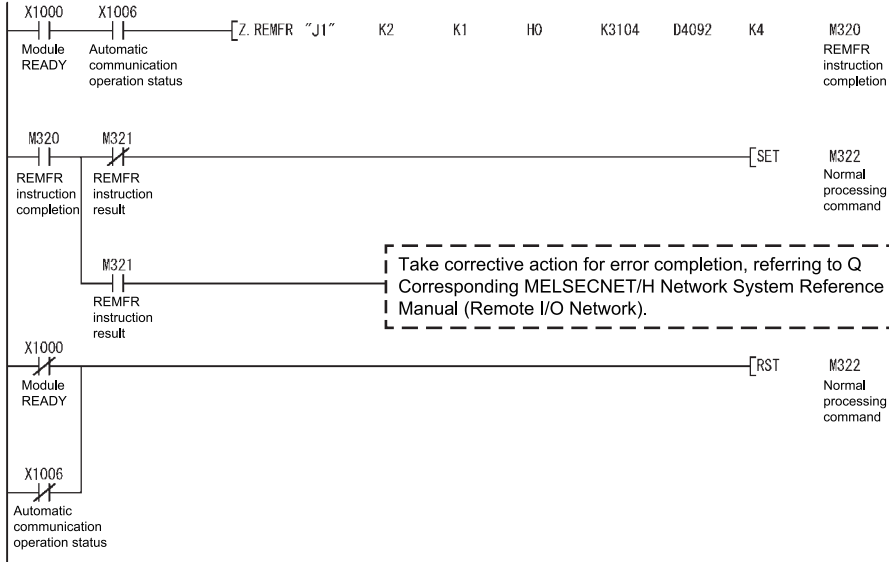 X1000 X1006
Z.REMFR "J1" K2 K1 H0 K3104 D4092 K4 M320
Module READY
Automatic communication operation status
REMFR instruction completion
M320 M321
SET M322
REMFR instruction completion
REMFR instruction result
Normal processing command
M321
REMFR instruction result
Take corrective action for error completion, referring to Q
Corresponding MELSECNET/H Network System Reference
Manual (Remote I/O Network).
X1000
RST M322
Module READY
Normal processing command
X1006
Automatic
communication
operation status